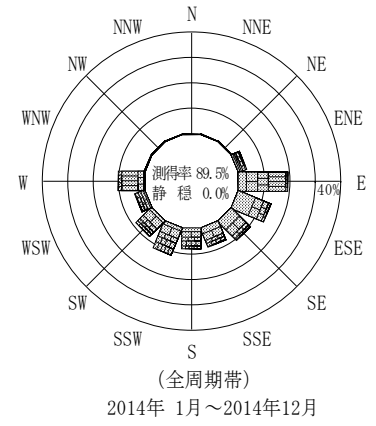 N
NNW NNE
NW NE
WNW ENE
測得率 89.5%
静 穏 0.0%
W 40% E
WSW ESE
SW SE
SSW SSE
S
(全周期帯)
2014年 1月～2014年12月